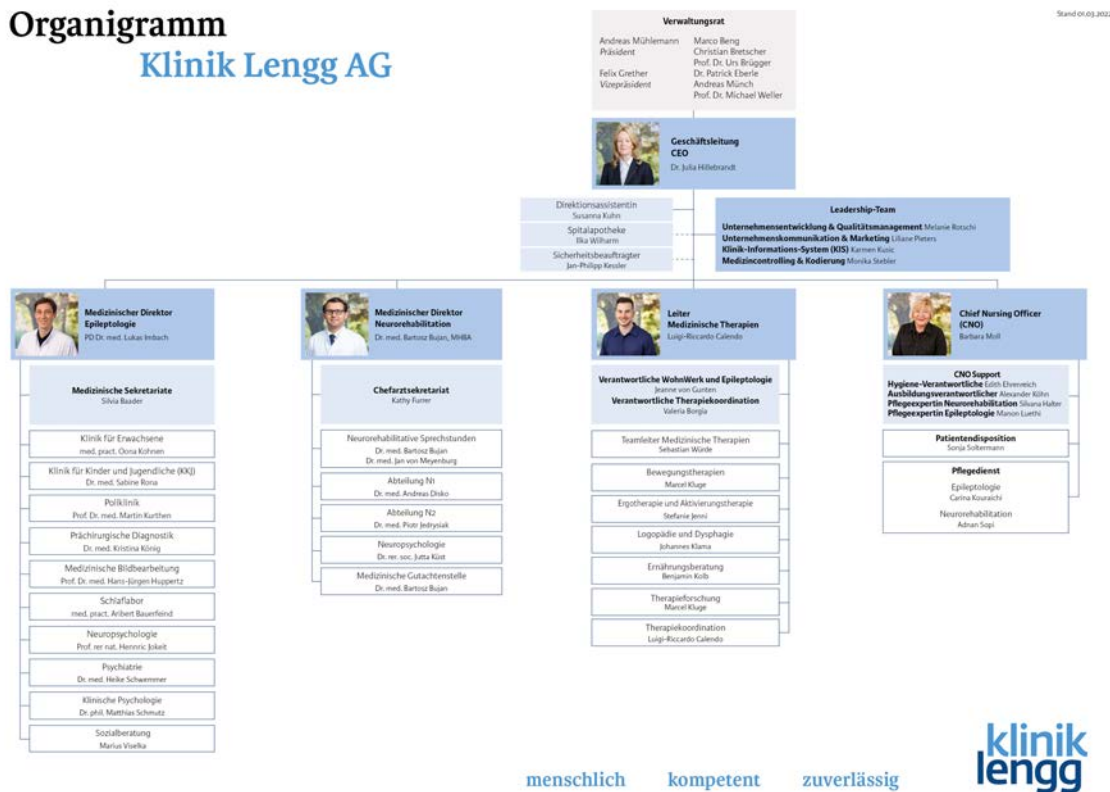 Organigramm
Klinik Lengg AG
Stand 01.03.2022
Verwaltungsrat
Andreas Mühlemann
Präsident
Felix Grether
Vizepräsident
Marco Beng
Christian Bretscher
Prof. Dr. Urs Brügger
Dr. Patrick Eberle
Andreas Münch
Prof. Dr. Michael Weller
Geschäftsleitung
CEO
Dr. Julia Hillebrandt
Direktionsassistentin
Susanna Kuhn
Spitalapotheke
Ilka Wilharm
Sicherheitsbeauftragter
Jan-Philipp Kessler
Leadership-Team
Unternehmensentwicklung & Qualitätsmanagement Melanie Rotschi
Unternehmenskommunikation & Marketing Liliane Pieters
Klinik-Informations-System (KIS) Karmen Kusic
Medizincontrolling & Kodierung Monika Stebler
Medizinischer Direktor
Epileptologie
PD Dr. med. Lukas Imbach
Medizinische Sekretariate
Silvia Baader
Klinik für Erwachsene
med. pract. Oona Kohnen
Klinik für Kinder und Jugendliche (KKJ)
Dr. med. Sabine Rona
Poliklinik
Prof. Dr. med. Martin Kurthen
Prächirurgische Diagnostik
Dr. med. Kristina König
Medizinische Bildbearbeitung
Prof. Dr. med. Hans-Jürgen Huppertz
Schlaflabor
med. pract. Aribert Bauerfeind
Neuropsychologie
Prof. rer nat. Hennric Jokeit
Psychiatrie
Dr. med. Heike Schwemmer
Klinische Psychologie
Dr. phil. Matthias Schmutz
Sozialberatung
Marius Viselka
Medizinischer Direktor
Neurorehabilitation
Dr. med. Bartosz Bujan, MHBA
Chefarztsekretariat
Kathy Furrer
Neurorehabilitative Sprechstunden
Dr. med. Bartosz Bujan
Dr. med. Jan von Meyenburg
Abteilung N1
Dr. med. Andreas Disko
Abteilung N2
Dr. med. Piotr Jedrysiak
Neuropsychologie
Dr. rer. soc. Jutta Küst
Medizinische Gutachtenstelle
Dr. med. Bartosz Bujan
Leiter
Medizinische Therapien
Luigi-Riccardo Calendo
Verantwortliche WohnWerk und Epileptologie
Jeanne von Gunten
Verantwortliche Therapiekoordination
Valeria Borgia
Teamleiter Medizinische Therapien
Sebastian Würde
Bewegungstherapien
Marcel Kluge
Ergotherapie und Aktivierungstherapie
Stefanie Jenni
Logopädie und Dysphagie
Johannes Klama
Ernährungsberatung
Benjamin Kolb
Therapieforschung
Marcel Kluge
Therapiekoordination
Luigi-Riccardo Calendo
Chief Nursing Officer
(CNO)
Barbara Moll
CNO Support
Hygiene-Verantwortliche Edith Ehrenreich
Ausbildungsverantwortlicher Alexander Köhn
Pflegeexpertin Neurorehabilitation Silvana Halter
Pflegeexpertin Epileptologie Manon Luethi
Patientendisposition
Sonja Soltermann
Pflegedienst
Epileptologie
Carina Kouraichi
Neurorehabilitation
Adnan Sopi
menschlich kompetent zuverlässig
klinik
lengg